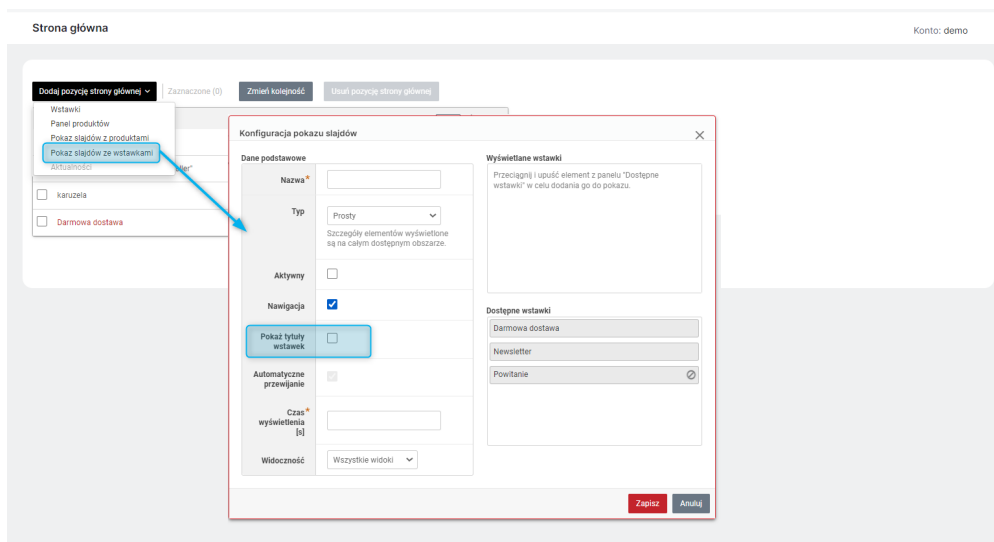 Strona główna
Konto: demo
Dodaj pozycję strony głównej
Zaznaczone (0)
Zmień kolejność
Usuń pozycję strony głównej
Wstawki
Panel produktów
Pokaz slajdów z produktami
Pokaz slajdów ze wstawkami
Aktualności
karuzela
Darmowa dostawa
Konfiguracja pokazu slajdów
Dane podstawowe
Nazwa*
Typ
Prosty
Szczegóły elementów wyświetlone
są na całym dostępnym obszarze.
Aktywny
Nawigacja
Pokaż tytuły
wstawek
Automatyczne
przewijanie
Czas*
wyświetlenia
[s]
Widoczność
Wszystkie widoki
Wyświetlane wstawki
Przeciągnij i upuść element z panelu "Dostępne
wstawki" w celu dodania go do pokazu.
Dostępne wstawki
Darmowa dostawa
Newsletter
Powitanie
Zapisz
Anuluj